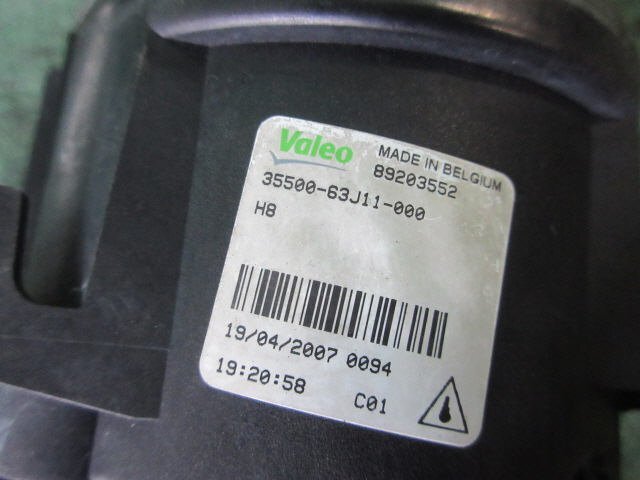 Valeo MADE IN BELGIUM
89203552
35500-63J11-000
H8
19/04/2007 0094
19:20:58 C01